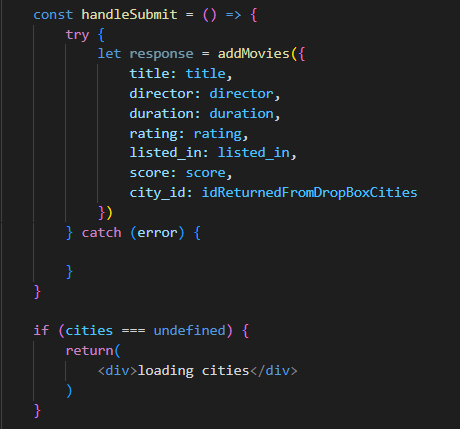 const handleSubmit = () => {
    try {
        let response = addMovies({
            title: title,
            director: director,
            duration: duration,
            rating: rating,
            listed_in: listed_in,
            score: score,
            city_id: idReturnedFromDropBoxCities
        })
    } catch (error) {
    }
}
if (cities === undefined) {
    return(
        <div>loading cities</div>
    )
}